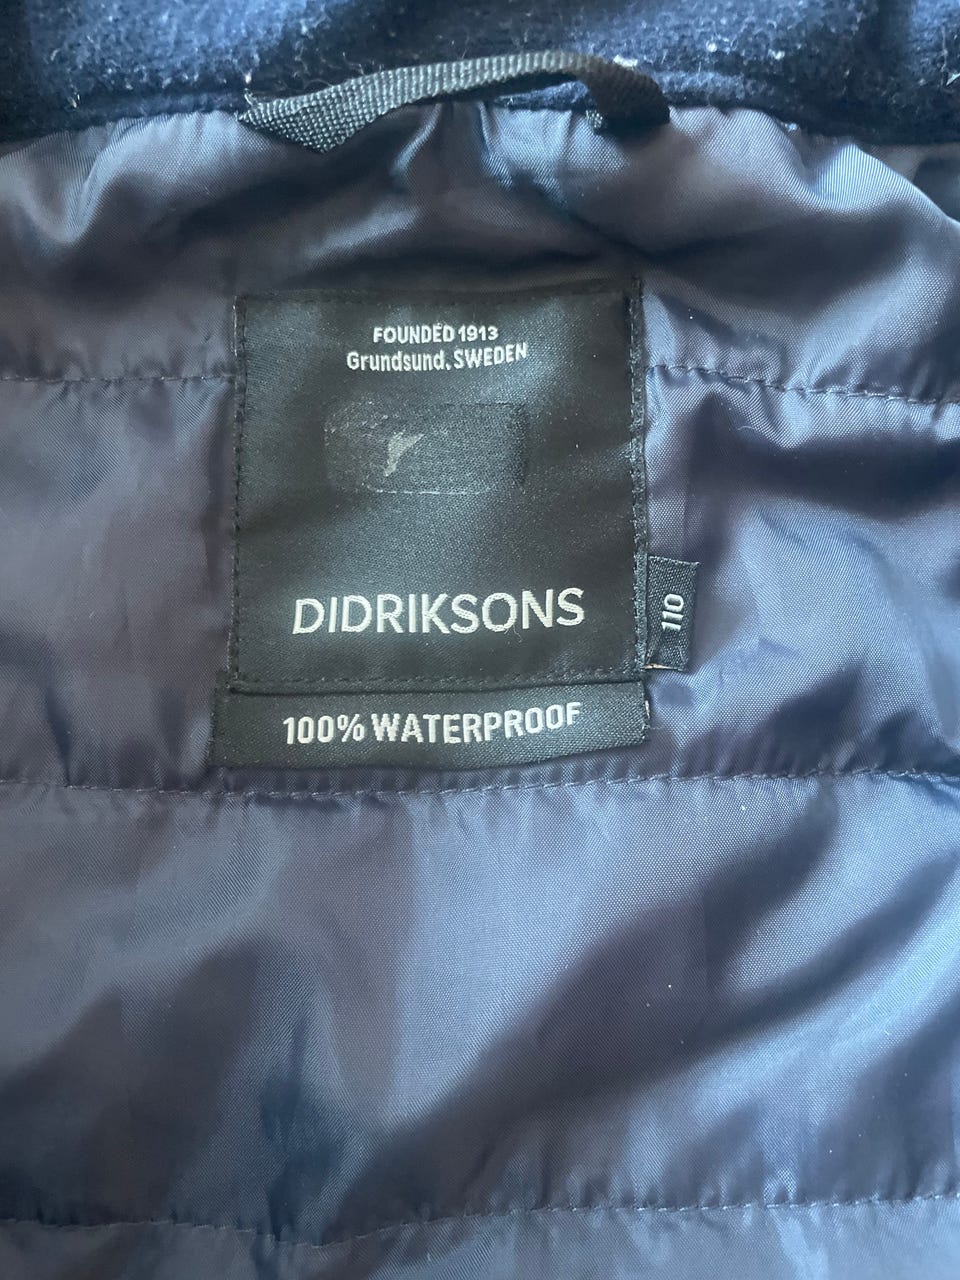 FOUNDED 1913
Grundsund, SWEDEN
DIDRIKSONS
110
100% WATERPROOF